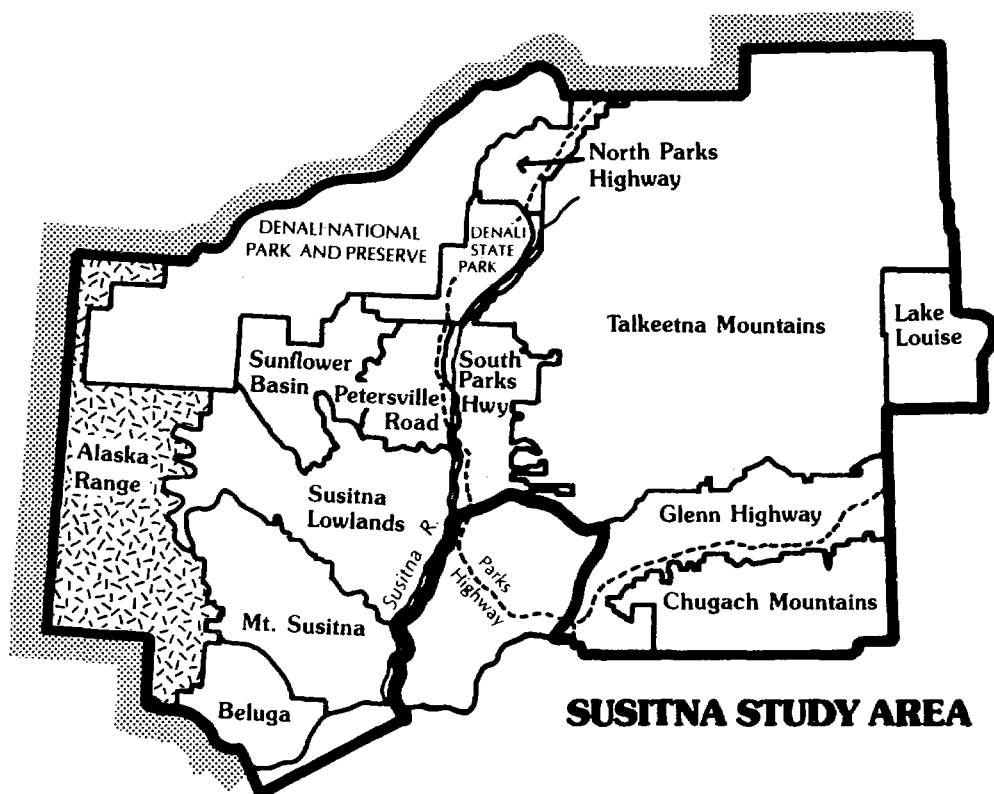 North Parks
Highway
DENALI NATIONAL
PARK AND PRESERVE
DENALI
STATE
PARK
Talkeetna Mountains
Lake
Louise
Sunflower
Basin
Petersville
Road
South
Parks
Hwy
Alaska
Range
Susitna
Lowlands
Glenn Highway
Susitna R.
Parks
Highway
Mt. Susitna
Chugach Mountains
Beluga
SUSITNA STUDY AREA